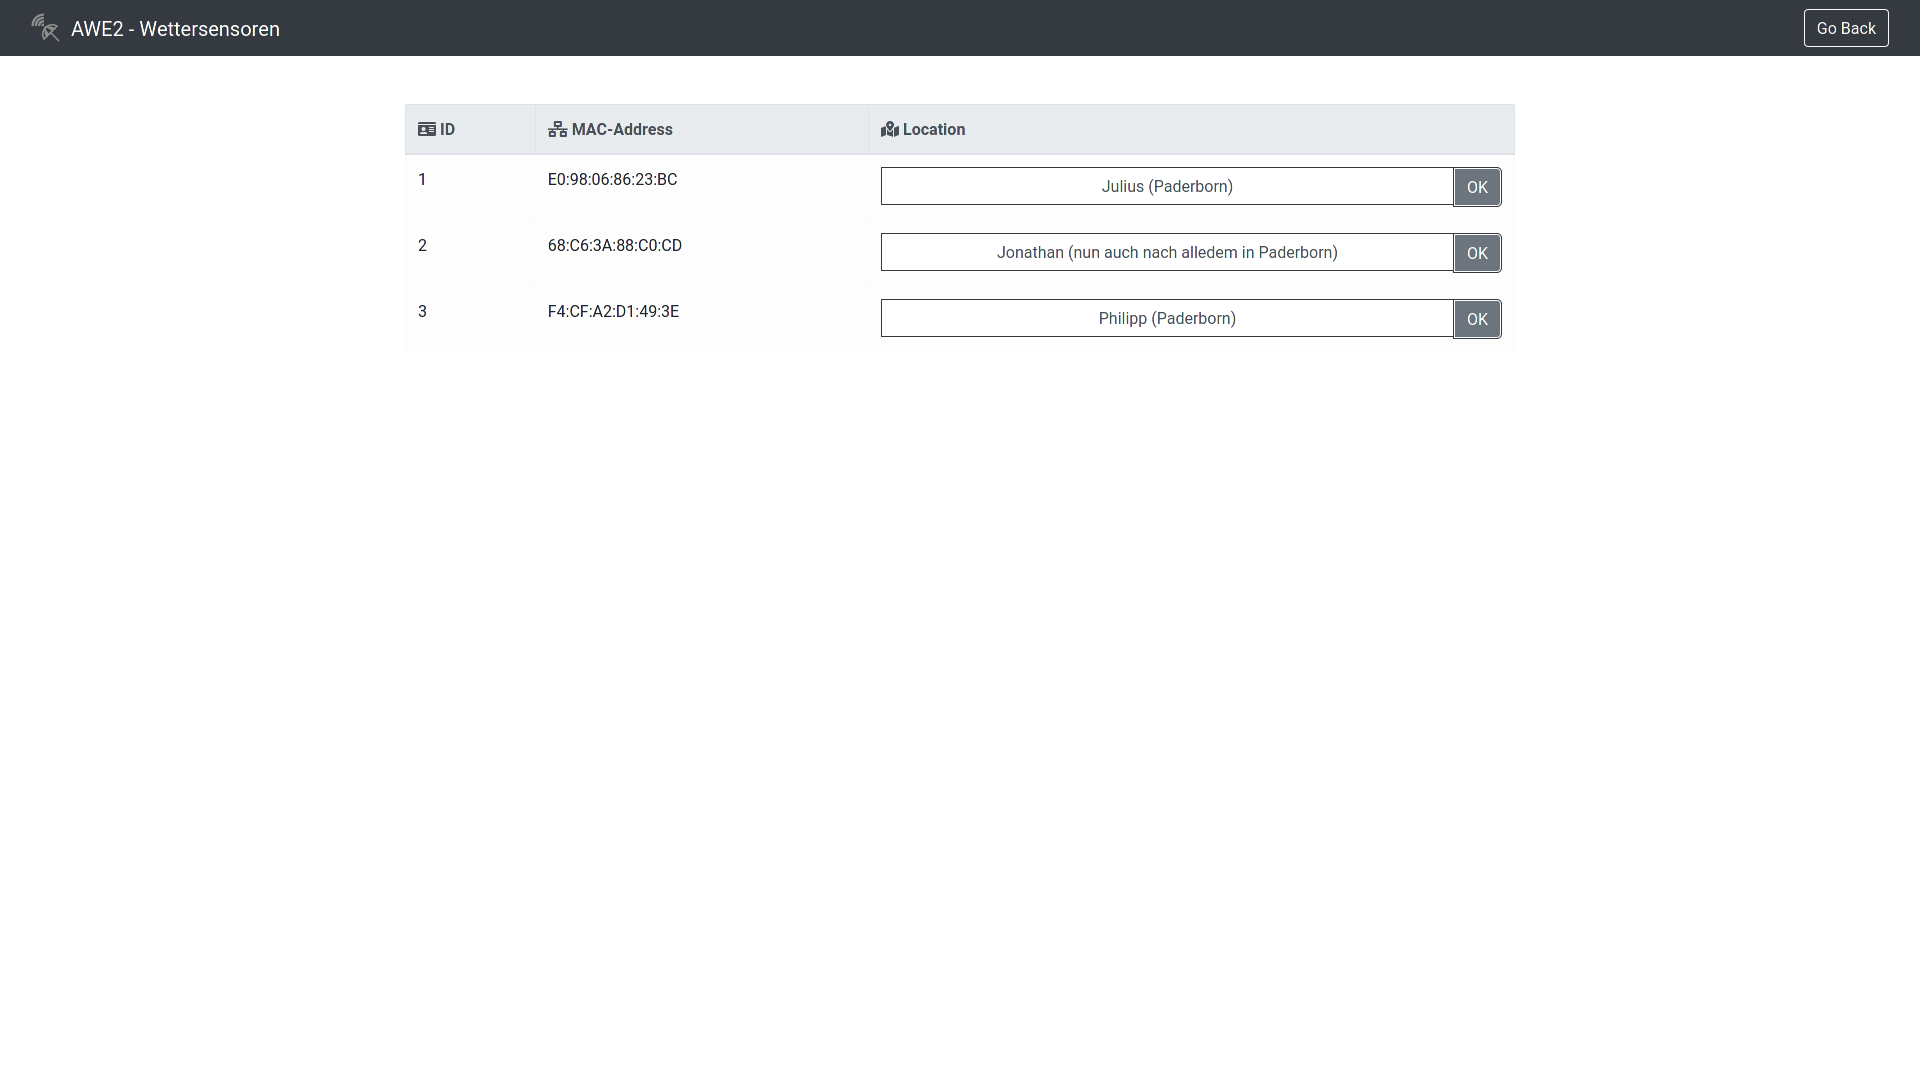 AWE2 - Wettersensoren
Go Back
ID MAC-Address Location
1 E0:98:06:86:23:BC Julius (Paderborn) OK
2 68:C6:3A:88:C0:CD Jonathan (nun auch nach alledem in Paderborn) OK
3 F4:CF:A2:D1:49:3E Philipp (Paderborn) OK